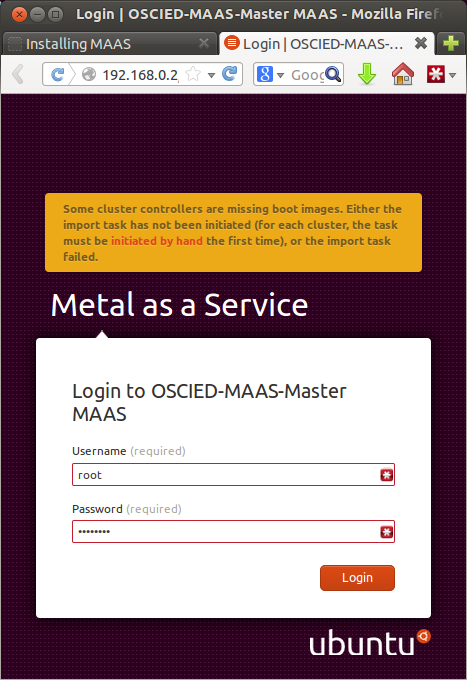 Login | OSCIED-MAAS-Master MAAS - Mozilla Firef
Installing MAAS
Login | OSCIED-MAAS-...
192.168.0.2
8
Goog
Some cluster controllers are missing boot images. Either the
import task has not been initiated (for each cluster, the task
must be initiated by hand the first time), or the import task
failed.
Metal as a Service
Login to OSCIED-MAAS-Master
MAAS
Username (required)
root
Password (required)
••••••••
Login
ubuntu